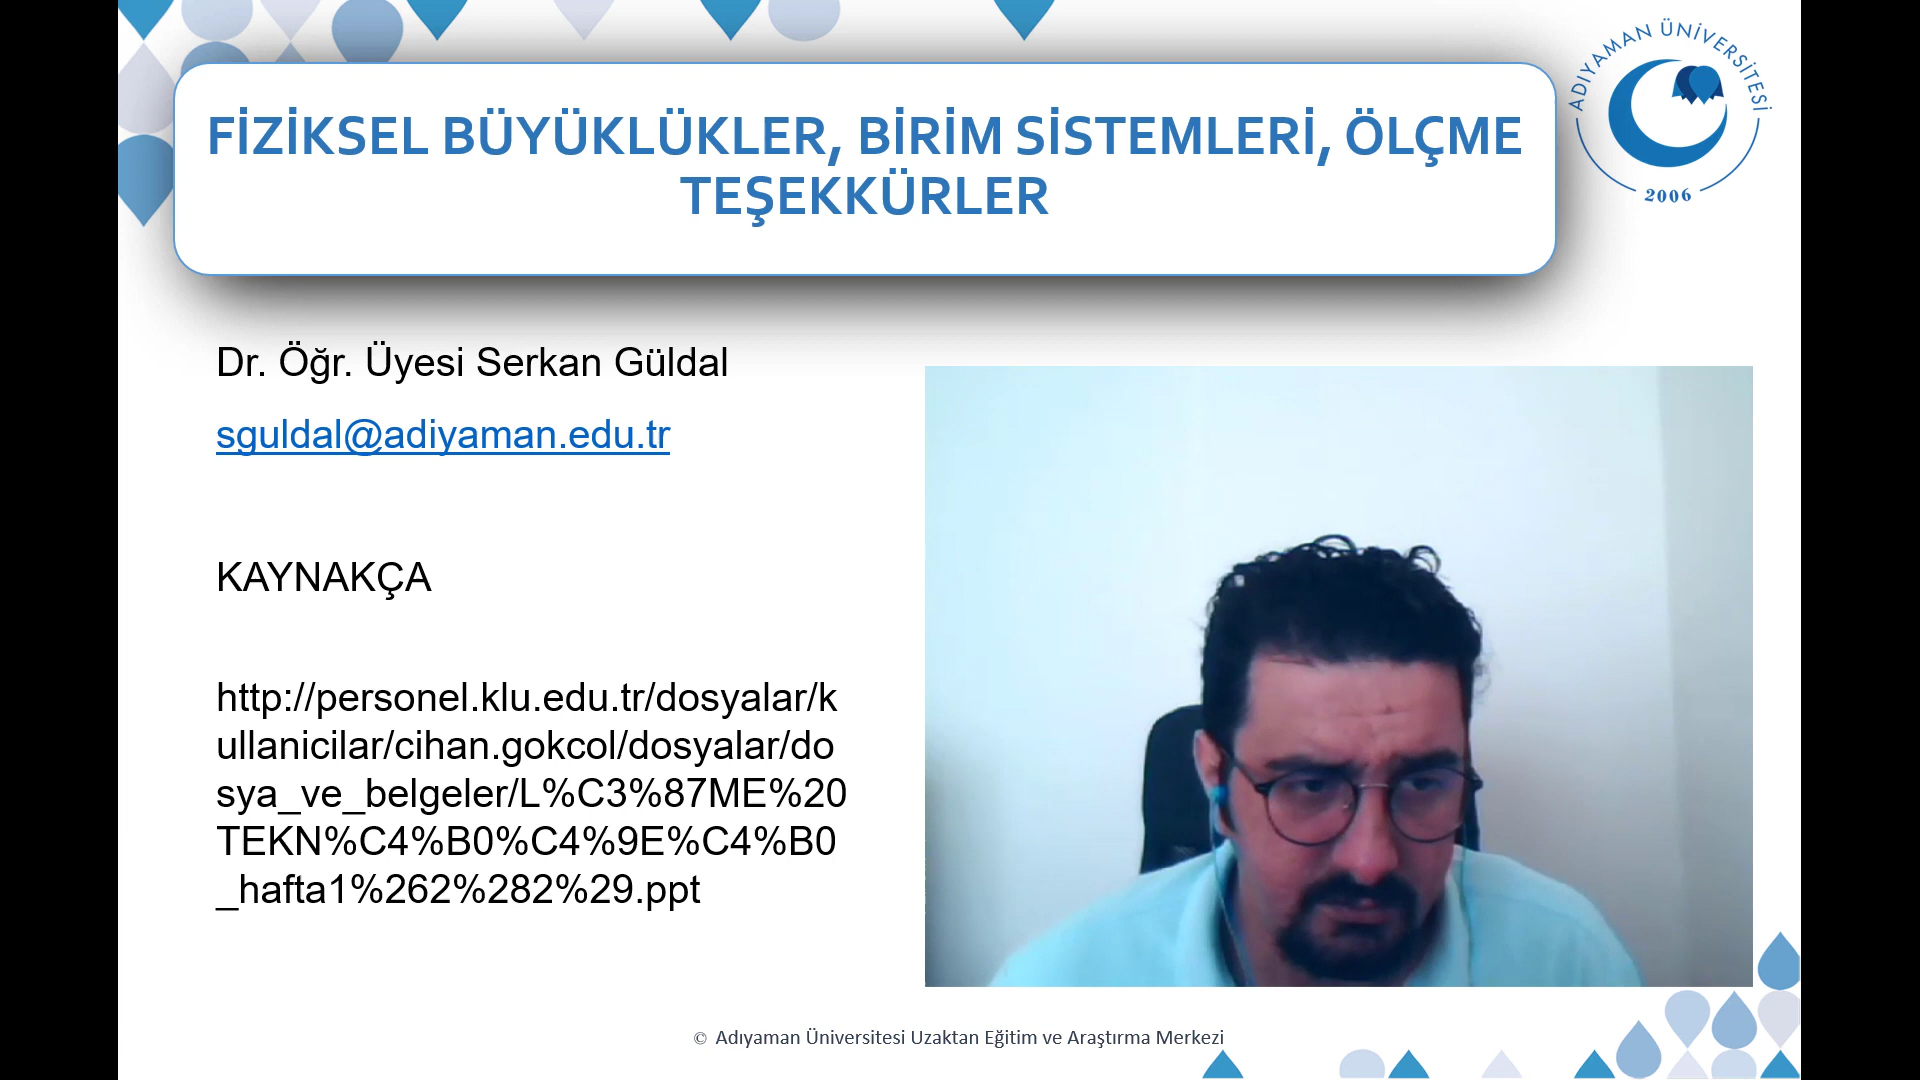 FİZİKSEL BÜYÜKLÜKLER, BİRİM SİSTEMLERİ, ÖLÇME
TEŞEKKÜRLER
ADIYAMAN ÜNİVERSİTESİ
2006
Dr. Öğr. Üyesi Serkan Güldal
sguldal@adiyaman.edu.tr
KAYNAKÇA
http://personel.klu.edu.tr/dosyalar/k
ullanicilar/cihan.gokcol/dosyalar/do
sya_ve_belgeler/L%C3%87ME%20
TEKN%C4%B0%C4%9E%C4%B0
_hafta1%262%282%29.ppt
© Adıyaman Üniversitesi Uzaktan Eğitim ve Araştırma Merkezi